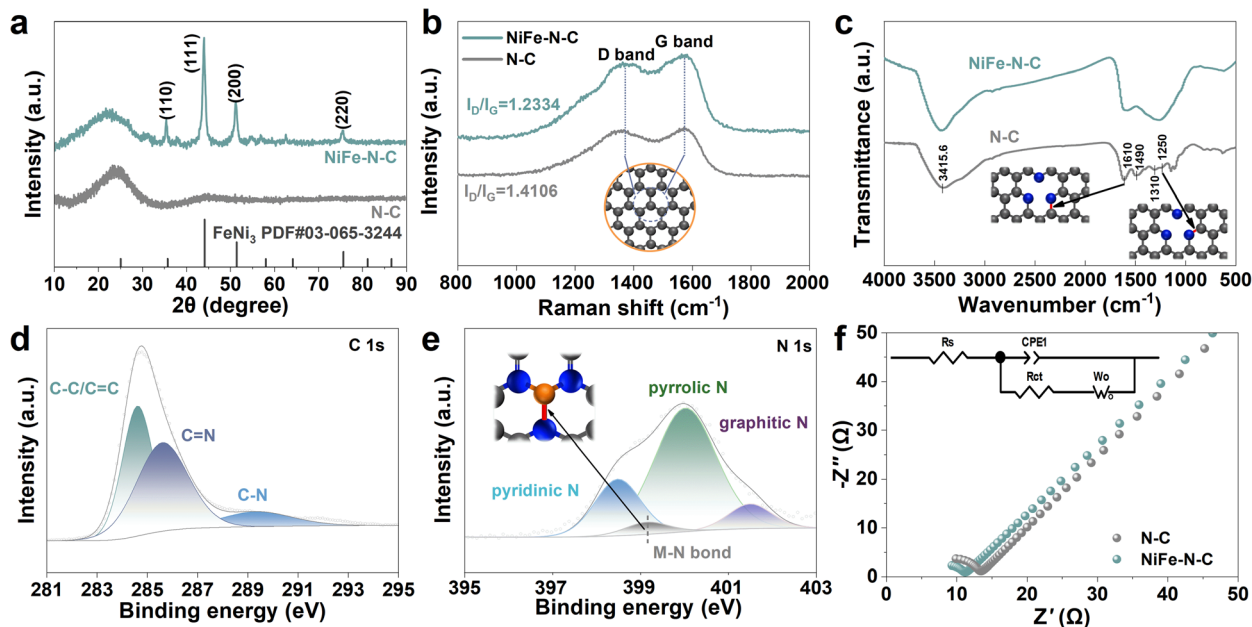 a
Intensity (a.u.)
(110)
(111)
(200)
(220)
NiFe-N-C
N-C
FeNi3 PDF#03-065-3244
10 20 30 40 50 60 70 80 90
2θ (degree)
b
Intensity (a.u.)
NiFe-N-C
N-C
D band
G band
ID/IG=1.2334
ID/IG=1.4106
800 1000 1200 1400 1600 1800 2000
Raman shift (cm-1)
c
Transmittance (a.u.)
NiFe-N-C
N-C
3415.6
1610
1490
1310
1250
4000 3500 3000 2500 2000 1500 1000 500
Wavenumber (cm-1)
d
Intensity (a.u.)
C 1s
C-C/C=C
C=N
C-N
281 283 285 287 289 291 293 295
Binding energy (eV)
e
Intensity (a.u.)
N 1s
pyrrolic N
graphitic N
pyridinic N
M-N bond
395 397 399 401 403
Binding energy (eV)
f
-Z″ (Ω)
-50
-40
-30
-20
-10
0
Rs
CPE1
Rct
Wo
N-C
NiFe-N-C
0 10 20 30 40 50
Z′ (Ω)